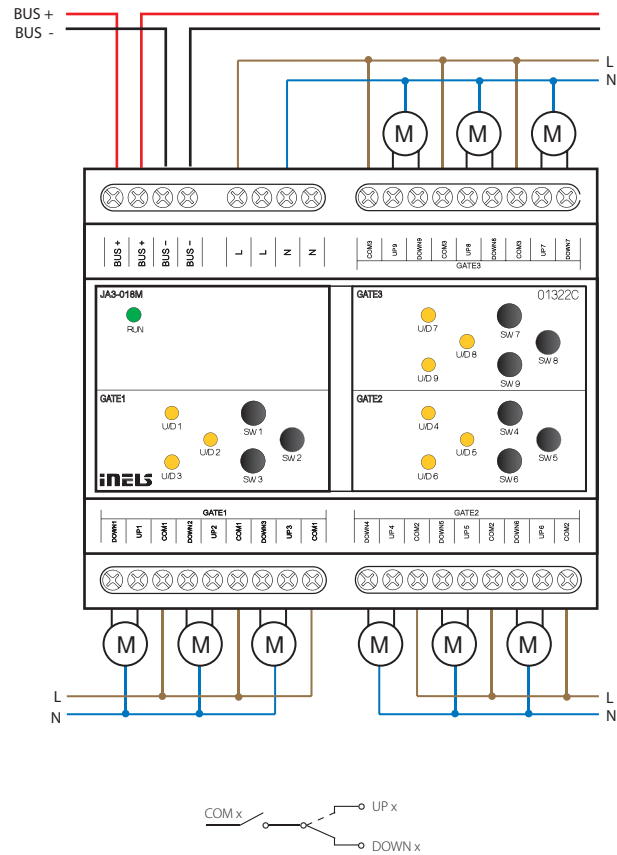 BUS +
BUS -
L
N
M M M
BUS + BUS + BUS - BUS - L L N N
COM3 UP9 DOWN9 COM3 UP8 DOWN8 COM3 UP7 DOWN7
GATE3
JA3-018M
RUN
GATE3 01322C
U/D 7 SW 7
U/D 8 SW 8
U/D 9 SW 9
GATE1
U/D 1 SW 1
U/D 2 SW 2
U/D 3 SW 3
iNELS
GATE2
U/D 4 SW 4
U/D 5 SW 5
U/D 6 SW 6
GATE1
DOWN1 UP1 COM1 DOWN2 UP2 COM1 DOWN3 UP3 COM1
GATE2
DOWN4 UP4 COM2 DOWN5 UP5 COM2 DOWN6 UP6 COM2
M M M M M M
L L
N N
COM x UP x
DOWN x